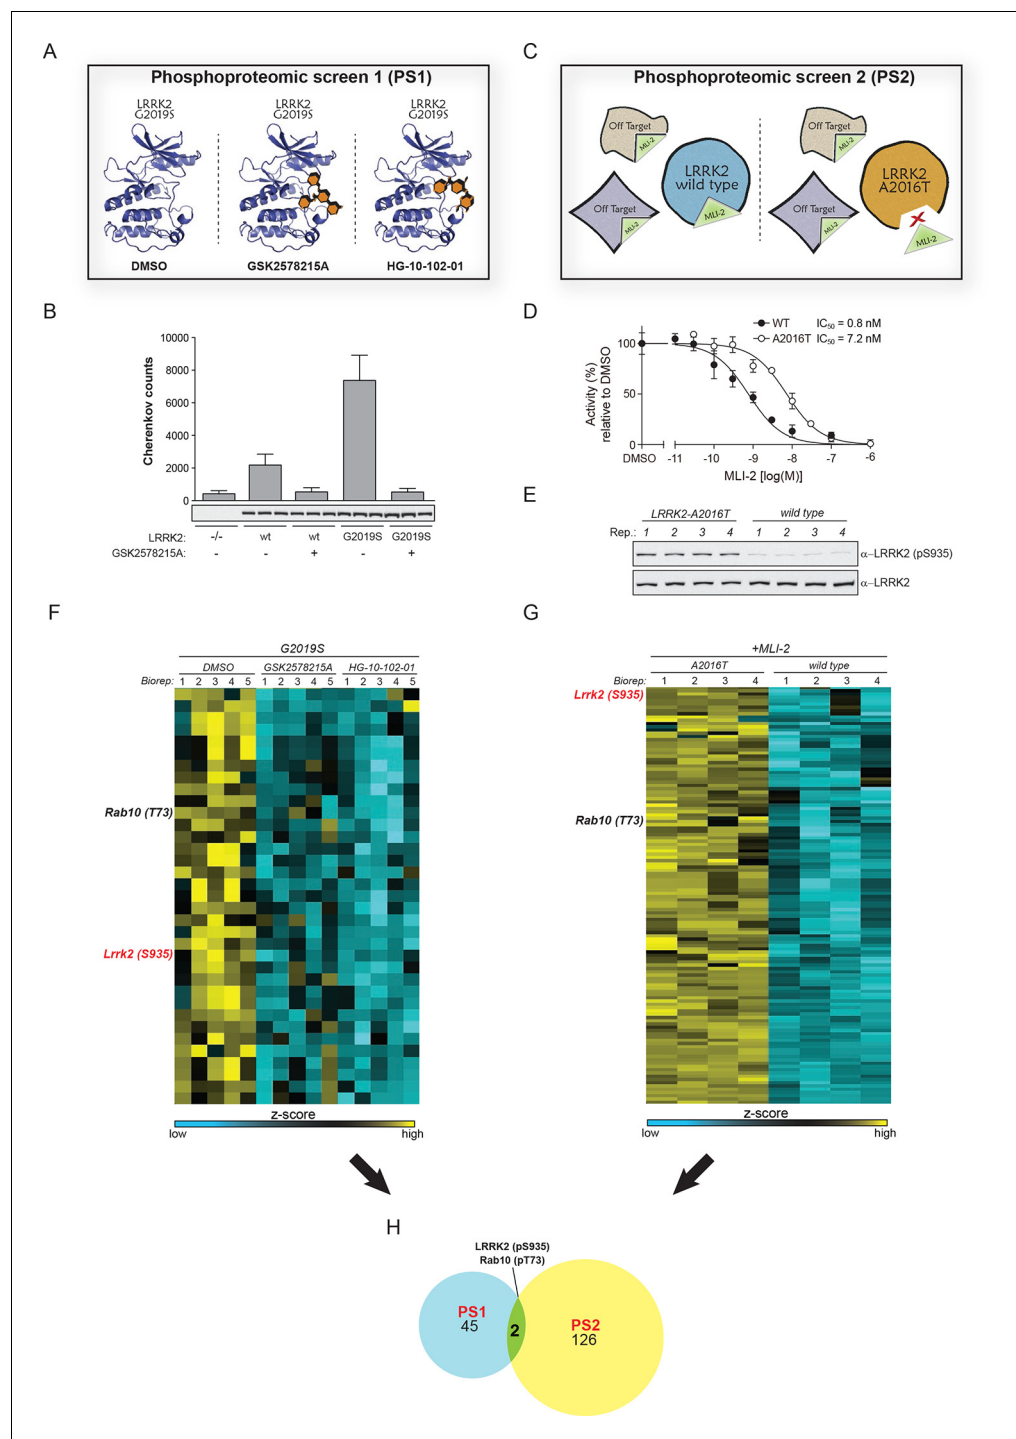 A
Phosphoproteomic screen 1 (PS1)
LRRK2
G2019S
LRRK2
G2019S
LRRK2
G2019S
DMSO
GSK2578215A
HG-10-102-01
C
Phosphoproteomic screen 2 (PS2)
Off Target
MLI-2
Off Target
MLI-2
LRRK2
wild type
MLI-2
Off Target
MLI-2
Off Target
MLI-2
LRRK2
A2016T
X
MLI-2
B
Cherenkov counts
10000
8000
6000
4000
2000
0
LRRK2: -/- wt wt G2019S G2019S
GSK2578215A: - - + - +
D
WT IC50 = 0.8 nM
A2016T IC50 = 7.2 nM
Activity (%)
relative to DMSO
100
50
0
DMSO -11 -10 -9 -8 -7 -6
MLI-2 [log(M)]
E
LRRK2-A2016T wild type
Rep.: 1 2 3 4 1 2 3 4
α-LRRK2 (pS935)
α-LRRK2
F
G2019S
DMSO GSK2578215A HG-10-102-01
Biorep: 1 2 3 4 5 1 2 3 4 5 1 2 3 4 5
Rab10 (T73)
Lrrk2 (S935)
z-score
low high
G
+MLI-2
A2016T wild type
Biorep: 1 2 3 4 1 2 3 4
Lrrk2 (S935)
Rab10 (T73)
z-score
low high
H
LRRK2 (pS935)
Rab10 (pT73)
PS1
45
2
PS2
126